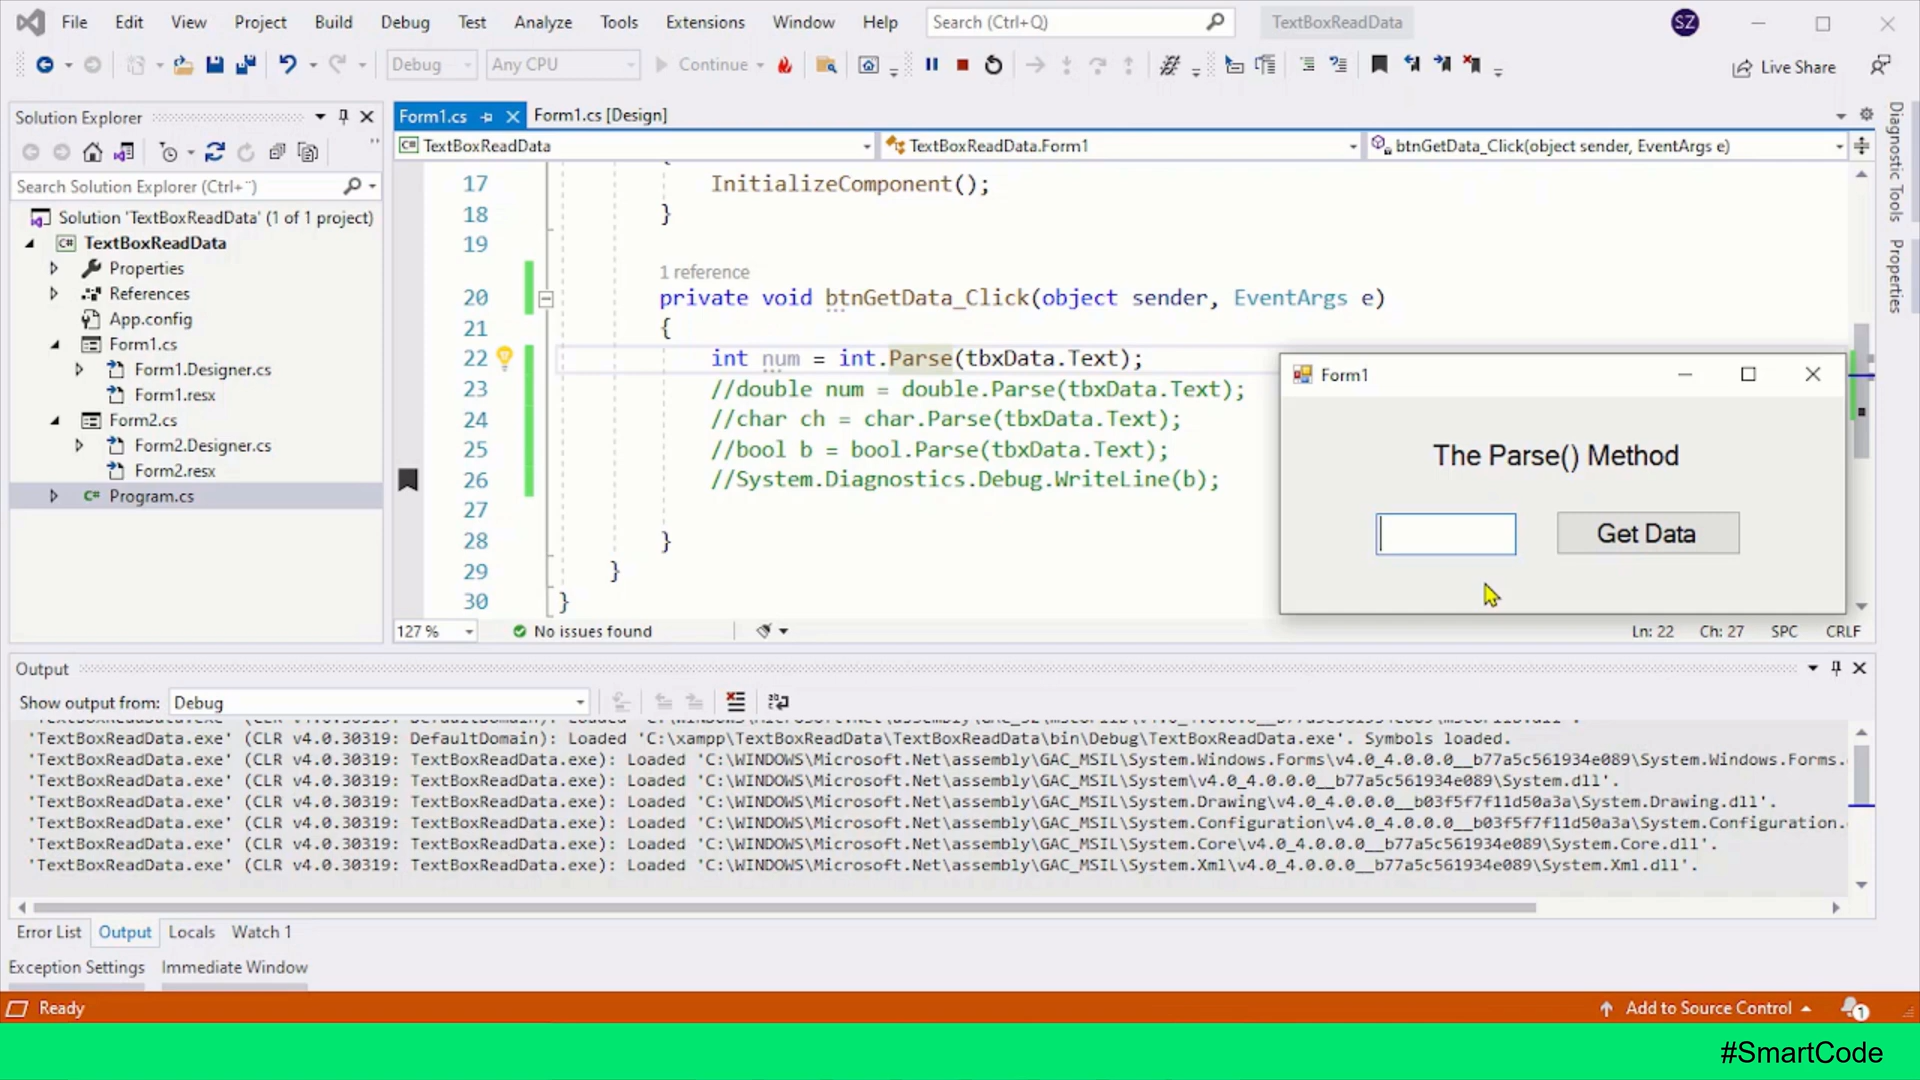 File Edit View Project Build Debug Test Analyze Tools Extensions Window Help Search (Ctrl+Q) TextBoxReadData SZ
Debug Any CPU Continue Live Share
Solution Explorer
Search Solution Explorer (Ctrl+¨)
Solution 'TextBoxReadData' (1 of 1 project)
TextBoxReadData
Properties
References
App.config
Form1.cs
Form1.Designer.cs
Form1.resx
Form2.cs
Form2.Designer.cs
Form2.resx
Program.cs
Form1.cs Form1.cs [Design]
TextBoxReadData TextBoxReadData.Form1 btnGetData_Click(object sender, EventArgs e)
17 InitializeComponent();
18 }
19
1 reference
20 private void btnGetData_Click(object sender, EventArgs e)
21 {
22 int num = int.Parse(tbxData.Text);
23 //double num = double.Parse(tbxData.Text);
24 //char ch = char.Parse(tbxData.Text);
25 //bool b = bool.Parse(tbxData.Text);
26 //System.Diagnostics.Debug.WriteLine(b);
27
28 }
29 }
30 }
127 % No issues found Ln: 22 Ch: 27 SPC CRLF
Form1
The Parse() Method
Get Data
Diagnostic Tools
Properties
Output
Show output from: Debug
'TextBoxReadData.exe' (CLR v4.0.30319: DefaultDomain): Loaded 'C:\xampp\TextBoxReadData\TextBoxReadData\bin\Debug\TextBoxReadData.exe'. Symbols loaded.
'TextBoxReadData.exe' (CLR v4.0.30319: TextBoxReadData.exe): Loaded 'C:\WINDOWS\Microsoft.Net\assembly\GAC_MSIL\System.Windows.Forms\v4.0_4.0.0.0__b77a5c561934e089\System.Windows.Forms.
'TextBoxReadData.exe' (CLR v4.0.30319: TextBoxReadData.exe): Loaded 'C:\WINDOWS\Microsoft.Net\assembly\GAC_MSIL\System\v4.0_4.0.0.0__b77a5c561934e089\System.dll'.
'TextBoxReadData.exe' (CLR v4.0.30319: TextBoxReadData.exe): Loaded 'C:\WINDOWS\Microsoft.Net\assembly\GAC_MSIL\System.Drawing\v4.0_4.0.0.0__b03f5f7f11d50a3a\System.Drawing.dll'.
'TextBoxReadData.exe' (CLR v4.0.30319: TextBoxReadData.exe): Loaded 'C:\WINDOWS\Microsoft.Net\assembly\GAC_MSIL\System.Configuration\v4.0_4.0.0.0__b03f5f7f11d50a3a\System.Configuration.
'TextBoxReadData.exe' (CLR v4.0.30319: TextBoxReadData.exe): Loaded 'C:\WINDOWS\Microsoft.Net\assembly\GAC_MSIL\System.Core\v4.0_4.0.0.0__b77a5c561934e089\System.Core.dll'.
'TextBoxReadData.exe' (CLR v4.0.30319: TextBoxReadData.exe): Loaded 'C:\WINDOWS\Microsoft.Net\assembly\GAC_MSIL\System.Xml\v4.0_4.0.0.0__b77a5c561934e089\System.Xml.dll'.
Error List Output Locals Watch 1
Exception Settings Immediate Window
Ready Add to Source Control 1
#SmartCode